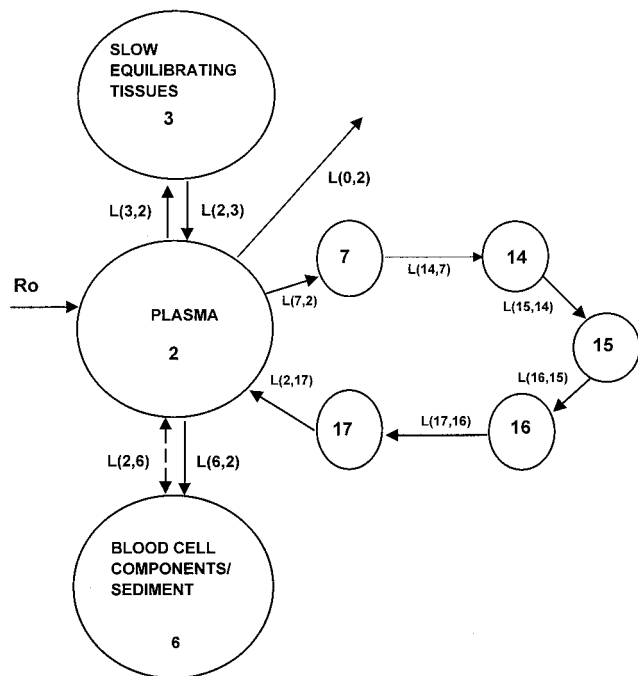 SLOW
EQUILIBRATING
TISSUES
3
L(3,2)
L(2,3)
L(0,2)
Ro
PLASMA
2
L(7,2)
7
L(14,7)
14
L(15,14)
15
L(16,15)
16
L(17,16)
17
L(2,17)
L(2,6)
L(6,2)
BLOOD CELL
COMPONENTS/
SEDIMENT
6